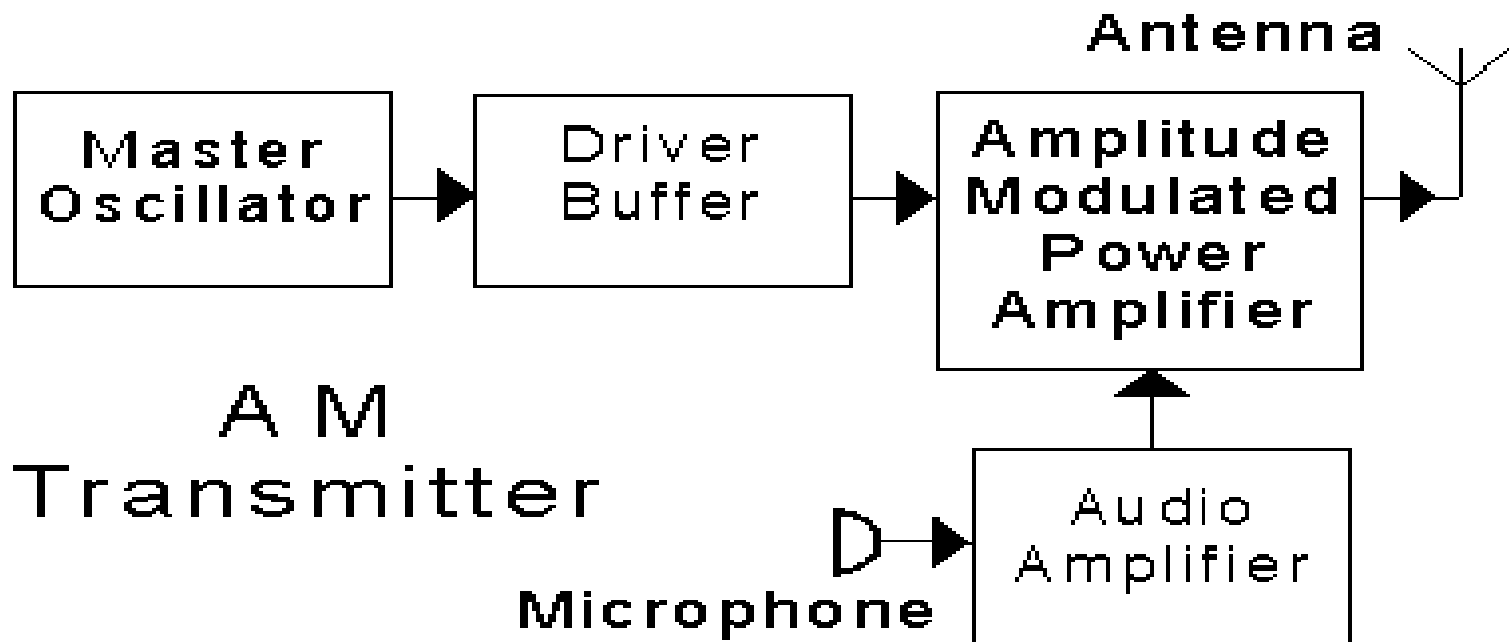 Antenna
Master
Oscillator
Driver
Buffer
Amplitude
Modulated
Power
Amplifier
A M
Transmitter
Audio
Amplifier
Microphone